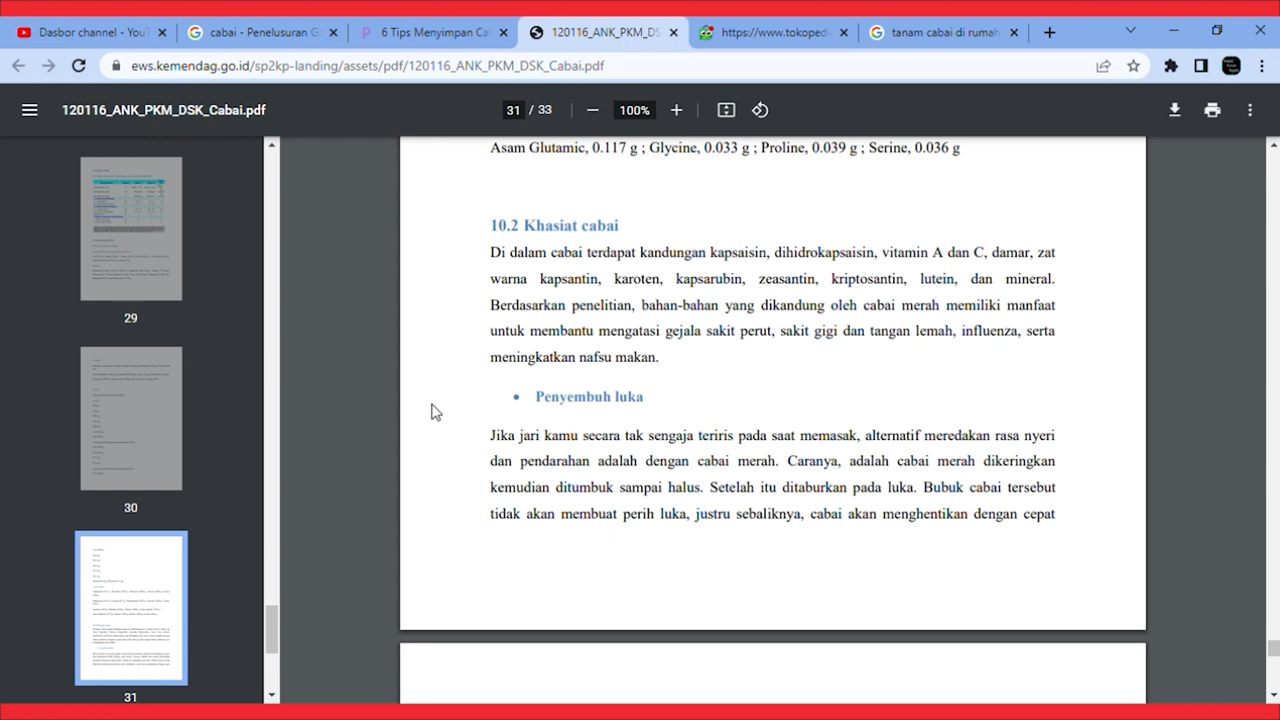 Dasbor channel - YouT
cabai - Penelusuran G
6 Tips Menyimpan Ca
120116_ANK_PKM_DS
https://www.tokoped
tanam cabai di rumah
ews.kemendag.go.id/sp2kp-landing/assets/pdf/120116_ANK_PKM_DSK_Cabai.pdf
120116_ANK_PKM_DSK_Cabai.pdf
31 / 33
100%
Asam Glutamic, 0.117 g ; Glycine, 0.033 g ; Proline, 0.039 g ; Serine, 0.036 g
10.2 Khasiat cabai
Di dalam cabai terdapat kandungan kapsaisin, dihidrokapsaisin, vitamin A dan C, damar, zat
warna kapsantin, karoten, kapsarubin, zeasantin, kriptosantin, lutein, dan mineral.
Berdasarkan penelitian, bahan-bahan yang dikandung oleh cabai merah memiliki manfaat
untuk membantu mengatasi gejala sakit perut, sakit gigi dan tangan lemah, influenza, serta
meningkatkan nafsu makan.
• Penyembuh luka
Jika jari kamu secara tak sengaja teriris pada saat memasak, alternatif meredakan rasa nyeri
dan pendarahan adalah dengan cabai merah. Caranya, adalah cabai merah dikeringkan
kemudian ditumbuk sampai halus. Setelah itu ditaburkan pada luka. Bubuk cabai tersebut
tidak akan membuat perih luka, justru sebaliknya, cabai akan menghentikan dengan cepat
29
30
31